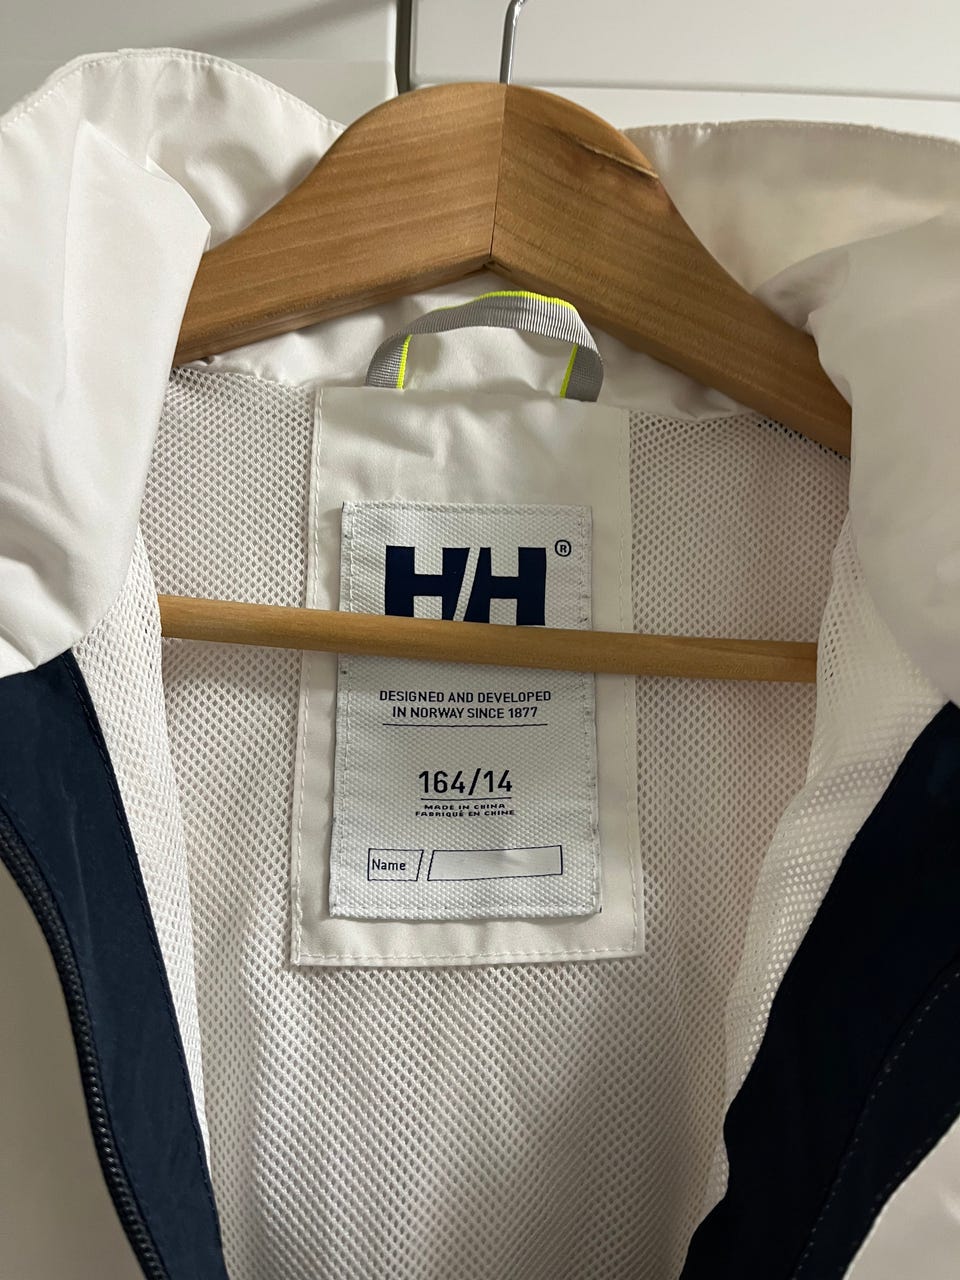 HH®
DESIGNED AND DEVELOPED
IN NORWAY SINCE 1877
164/14
MADE IN CHINA
FABRIQUÉ EN CHINE
Name